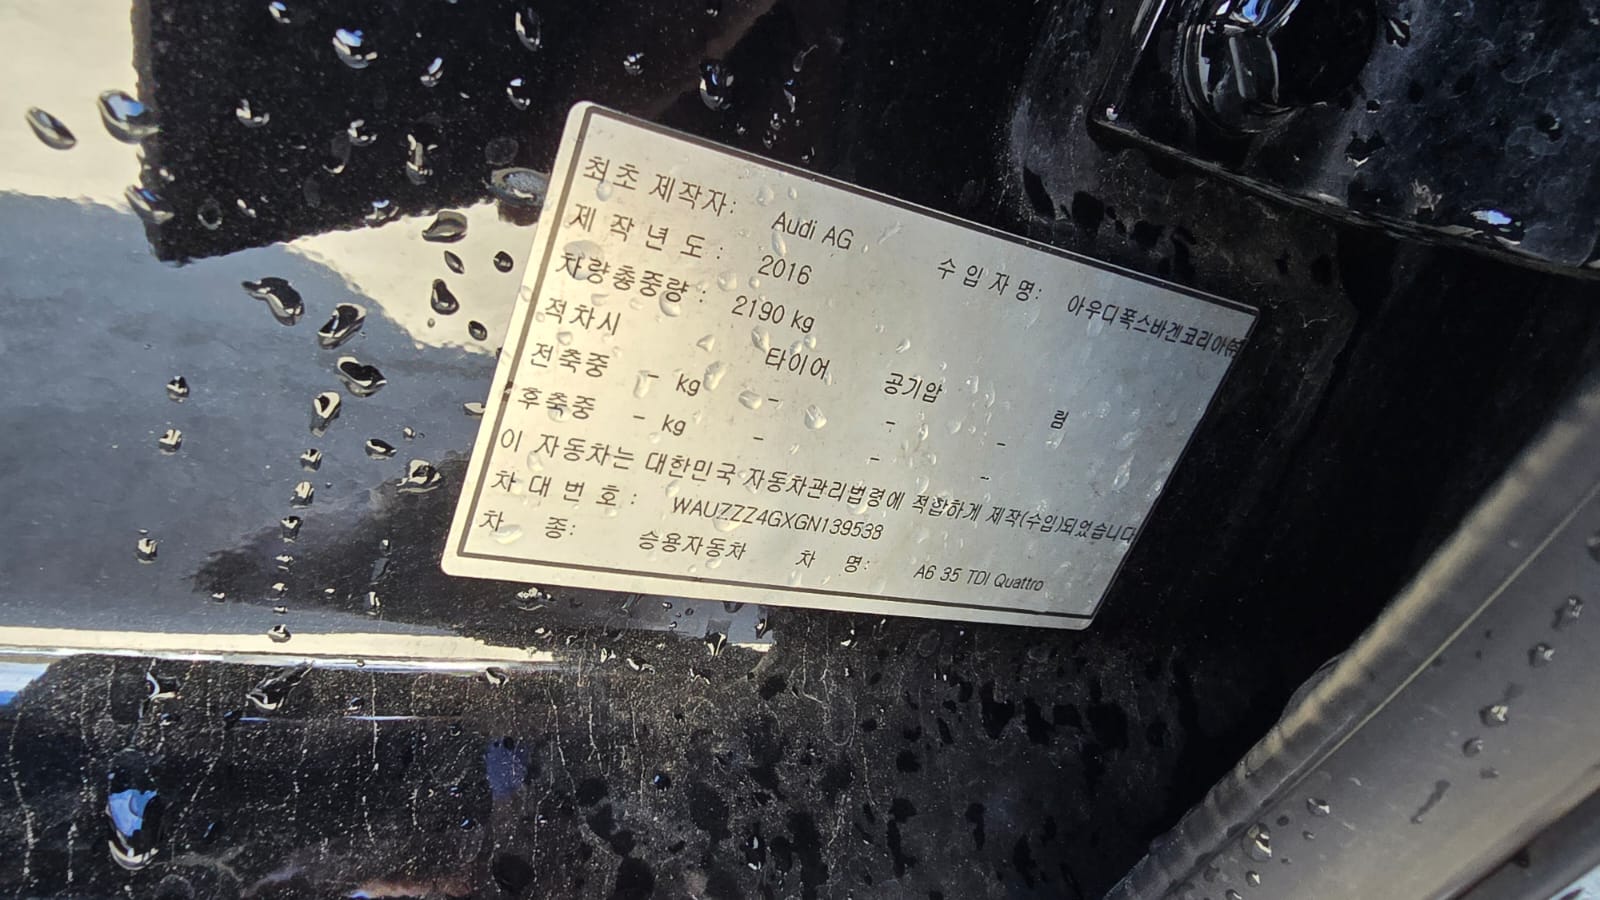 최초 제작자: Audi AG 수입자명: 아우디폭스바겐코리아㈜
제작년도: 2016
차량총중량: 2190 kg
적차시 타이어 공기압 림
전축중 - kg - - -
후축중 - kg - - -
이 자동차는 대한민국 자동차관리법령에 적합하게 제작(수입)되었습니다
차대번호: WAUZZZ4GXGN139538
차 종: 승용자동차 차 명: A6 35 TDI Quattro